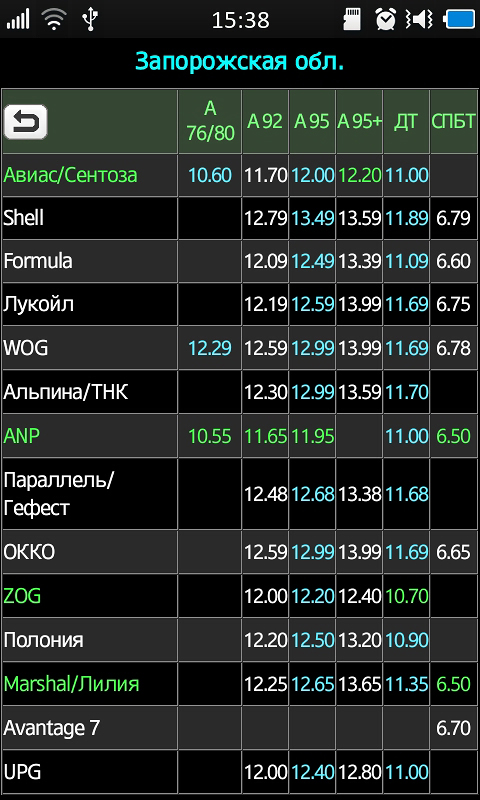 15:38
Запорожская обл.
А 76/80 А 92 А 95 А 95+ ДТ СПБТ
Авиас/Сентоза 10.60 11.70 12.00 12.20 11.00
Shell 12.79 13.49 13.59 11.89 6.79
Formula 12.09 12.49 13.39 11.09 6.60
Лукойл 12.19 12.59 13.99 11.69 6.75
WOG 12.29 12.59 12.99 13.99 11.69 6.78
Альпина/ТНК 12.30 12.99 13.59 11.70
ANP 10.55 11.65 11.95 11.00 6.50
Параллель/
Гефест 12.48 12.68 13.38 11.68
ОККО 12.59 12.99 13.99 11.69 6.65
ZOG 12.00 12.20 12.40 10.70
Полония 12.20 12.50 13.20 10.90
Marshal/Лилия 12.25 12.65 13.65 11.35 6.50
Avantage 7 6.70
UPG 12.00 12.40 12.80 11.00